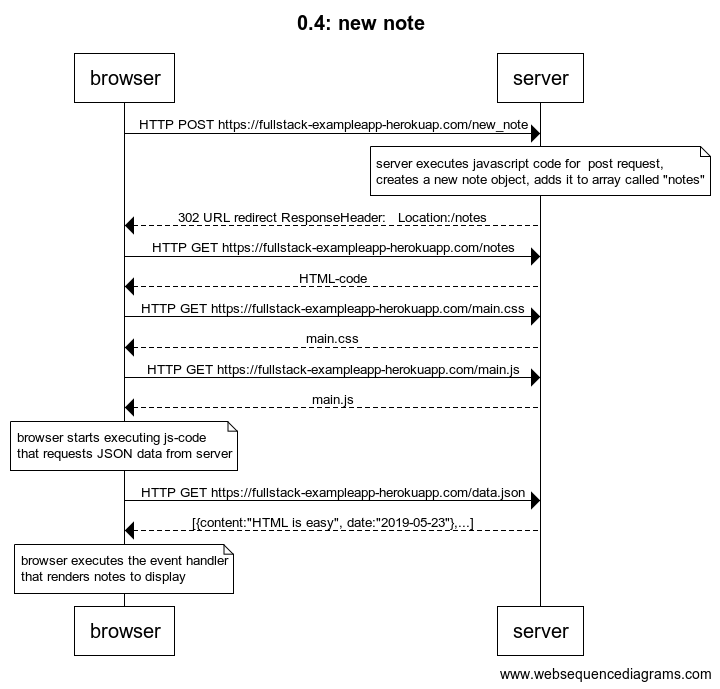 0.4: new note
browser
server
HTTP POST https://fullstack-exampleapp-herokuap.com/new_note
server executes javascript code for  post request,
creates a new note object, adds it to array called "notes"
302 URL redirect ResponseHeader:   Location:/notes
HTTP GET https://fullstack-exampleapp-herokuapp.com/notes
HTML-code
HTTP GET https://fullstack-exampleapp-herokuapp.com/main.css
main.css
HTTP GET https://fullstack-exampleapp-herokuapp.com/main.js
main.js
browser starts executing js-code
that requests JSON data from server
HTTP GET https://fullstack-exampleapp-herokuapp.com/data.json
[{content:"HTML is easy", date:"2019-05-23"},...]
browser executes the event handler
that renders notes to display
browser
server
www.websequencediagrams.com